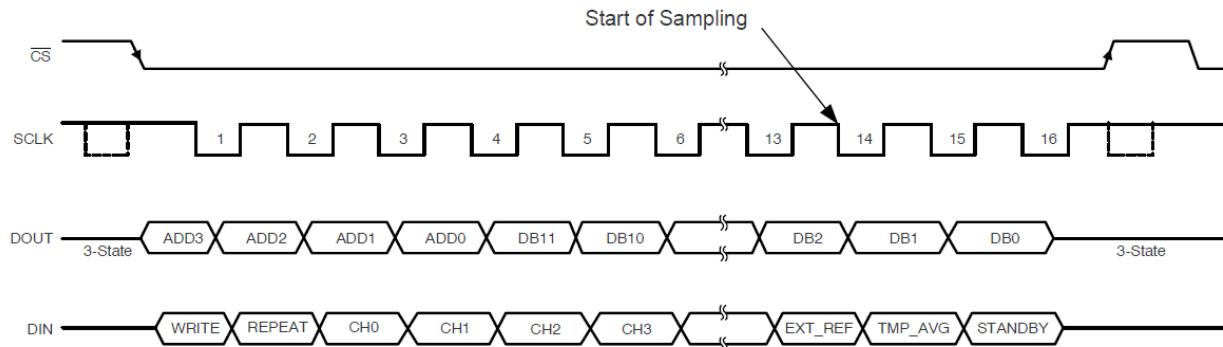 Start of Sampling
CS
SCLK 1 2 3 4 5 6 13 14 15 16
DOUT 3-State ADD3 ADD2 ADD1 ADD0 DB11 DB10 DB2 DB1 DB0 3-State
DIN WRITE REPEAT CH0 CH1 CH2 CH3 EXT_REF TMP_AVG STANDBY